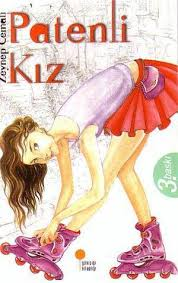 Zeynep Cemali
Patenli
Kız
3. baskı
günışığı kitaplığı